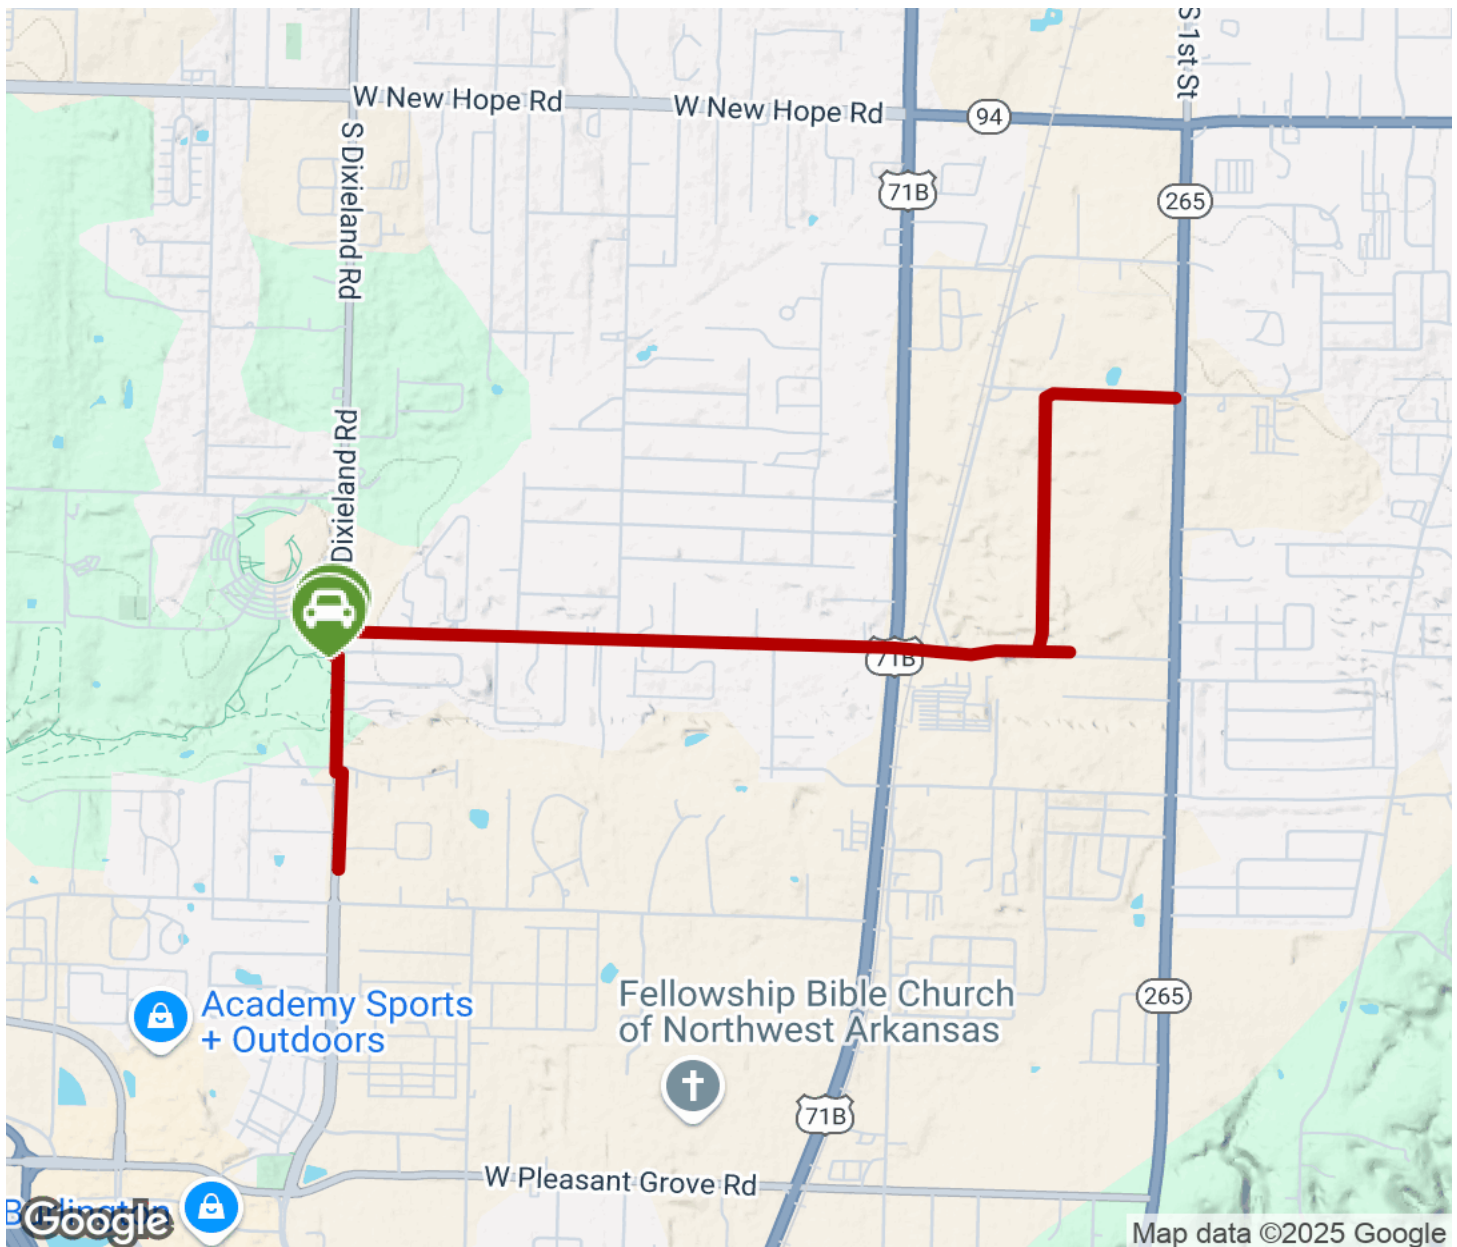 S 1st St
W New Hope Rd
W New Hope Rd
94
S Dixieland Rd
71B
265
Dixieland Rd
71B
Academy Sports
+ Outdoors
Fellowship Bible Church
of Northwest Arkansas
265
71B
W Pleasant Grove Rd
Burlington
Google
Map data ©2025 Google